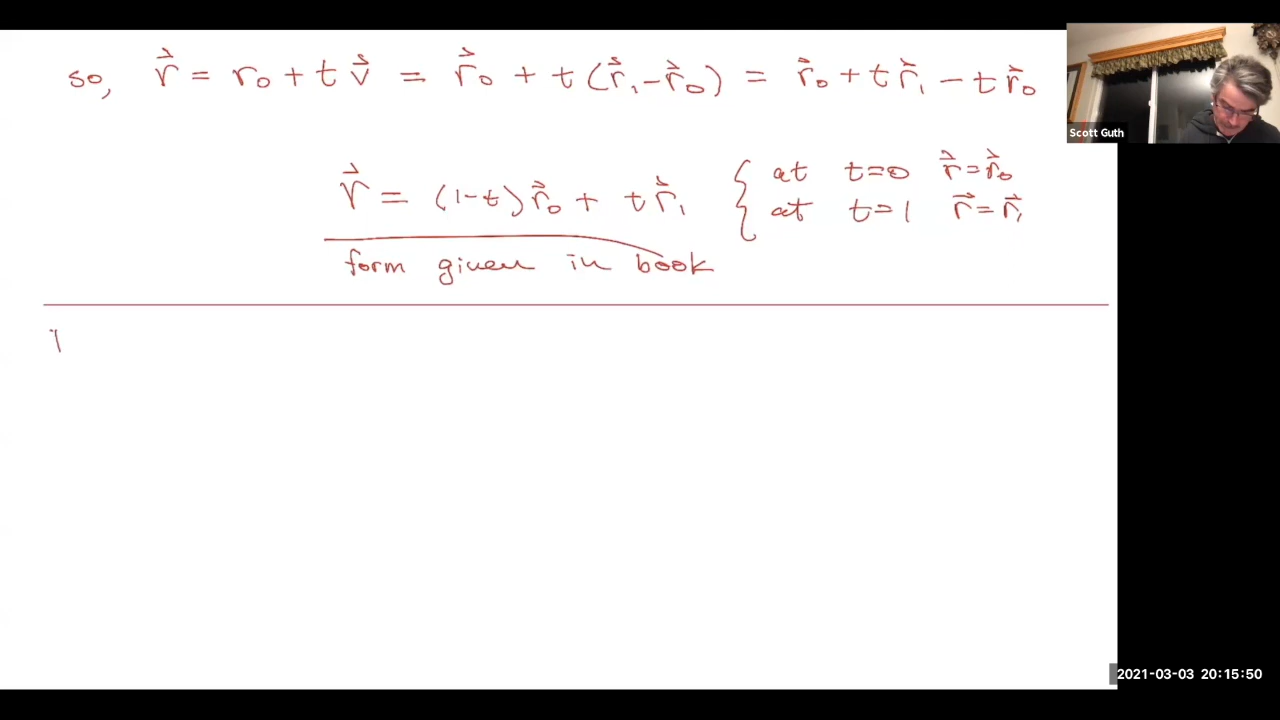 so, r⃗ = r₀ + t v⃗ = r⃗₀ + t (r⃗₁ - r⃗₀) = r⃗₀ + t r⃗₁ - t r⃗₀
Scott Guth
r⃗ = (1-t) r⃗₀ + t r⃗₁ { at t=0 r⃗ = r⃗₀
at t=1 r⃗ = r⃗₁
form given in book
2021-03-03 20:15:50